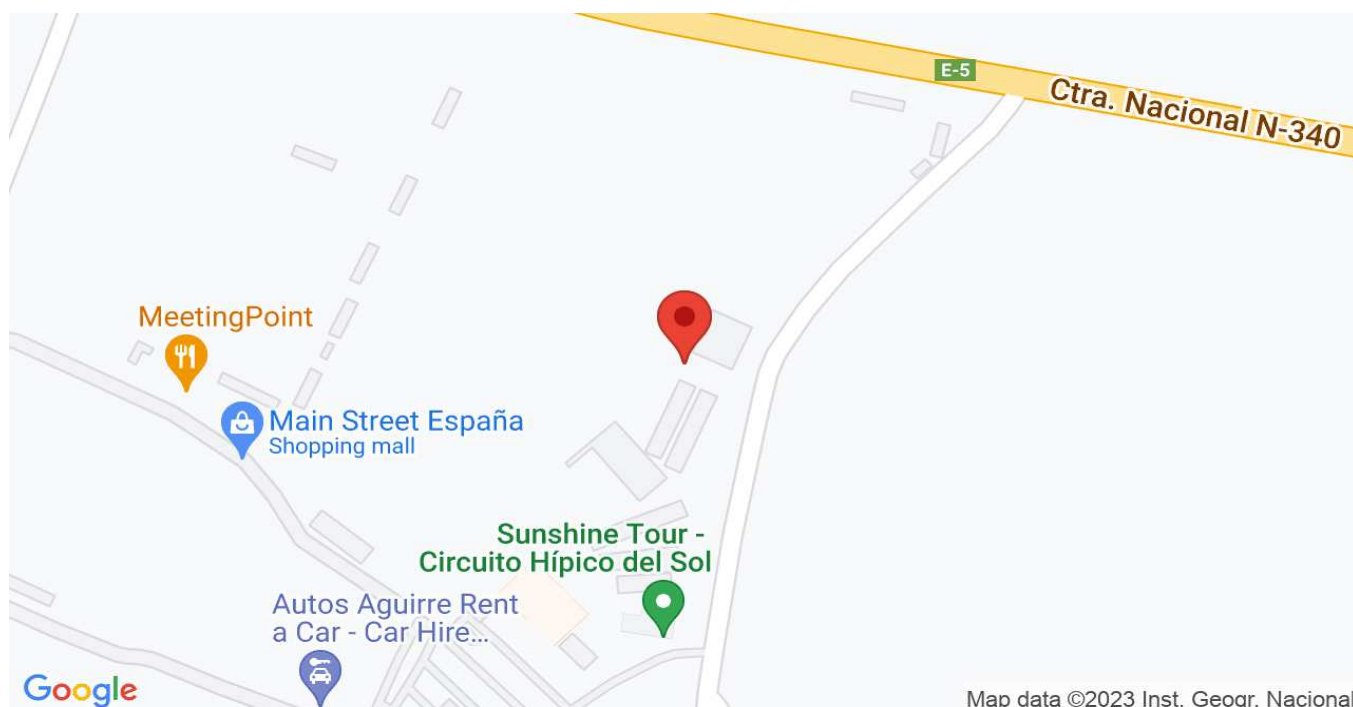 E-5
Ctra. Nacional N-340
MeetingPoint
Main Street España
Shopping mall
Sunshine Tour -
Circuito Hípico del Sol
Autos Aguirre Rent
a Car - Car Hire...
Google
Map data ©2023 Inst. Geogr. Nacional